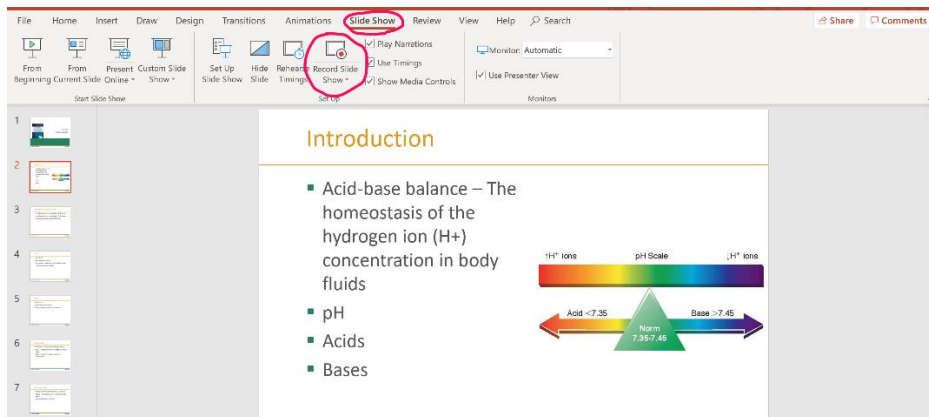 File Home Insert Draw Design Transitions Animations Slide Show Review View Help Search Share Comments
From Beginning
From Current Slide
Present Online
Custom Slide Show
Set Up Slide Show
Hide Slide
Rehearse Timings
Record Slide Show
Play Narrations
Use Timings
Show Media Controls
Monitor: Automatic
Use Presenter View
Start Slide Show
Set Up
Monitors
1
2
3
4
5
6
7
Introduction
Acid-base balance – The
homeostasis of the
hydrogen ion (H+)
concentration in body
fluids
pH
Acids
Bases
↑H⁺ ions pH Scale ↓H⁺ ions
Acid <7.35 Base >7.45
Norm
7.35-7.45